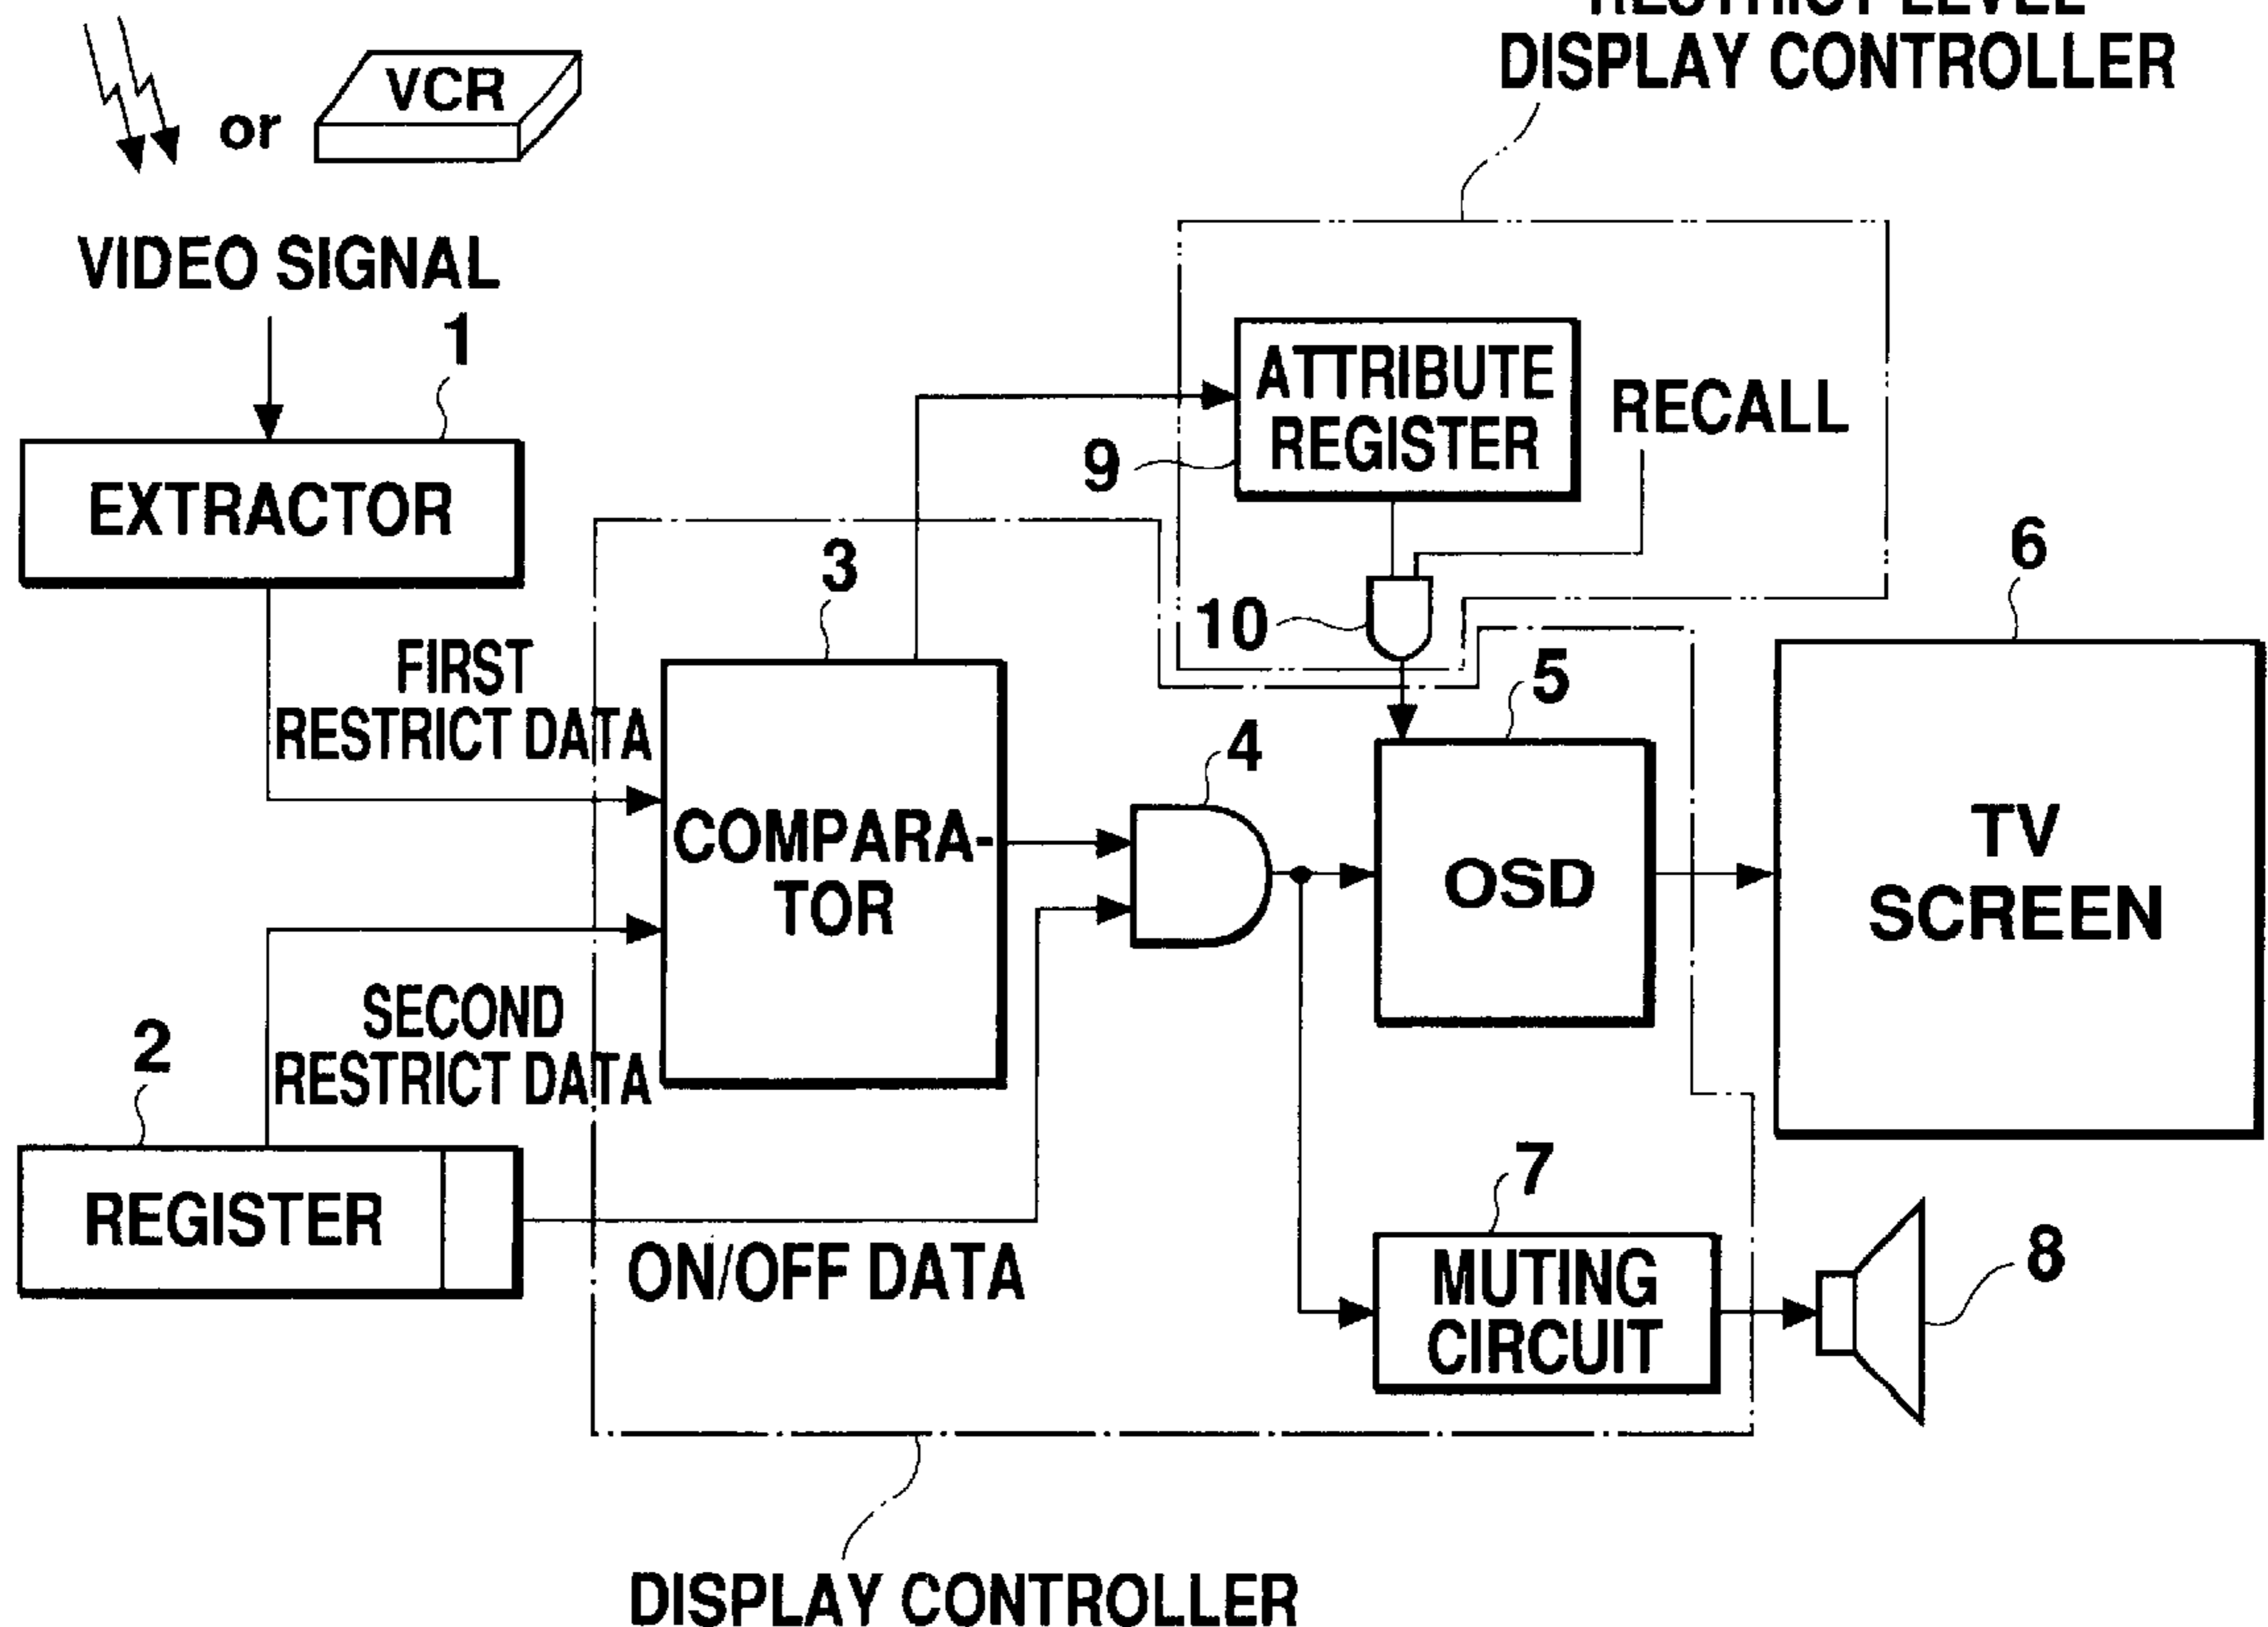 RESTRICT LEVEL
DISPLAY CONTROLLER
VCR
or
VIDEO SIGNAL
1
EXTRACTOR
ATTRIBUTE
REGISTER
RECALL
9
3
10
6
FIRST
RESTRICT DATA
5
4
COMPARA-
TOR
OSD
TV
SCREEN
SECOND
RESTRICT DATA
2
REGISTER
ON/OFF DATA
7
MUTING
CIRCUIT
8
DISPLAY CONTROLLER